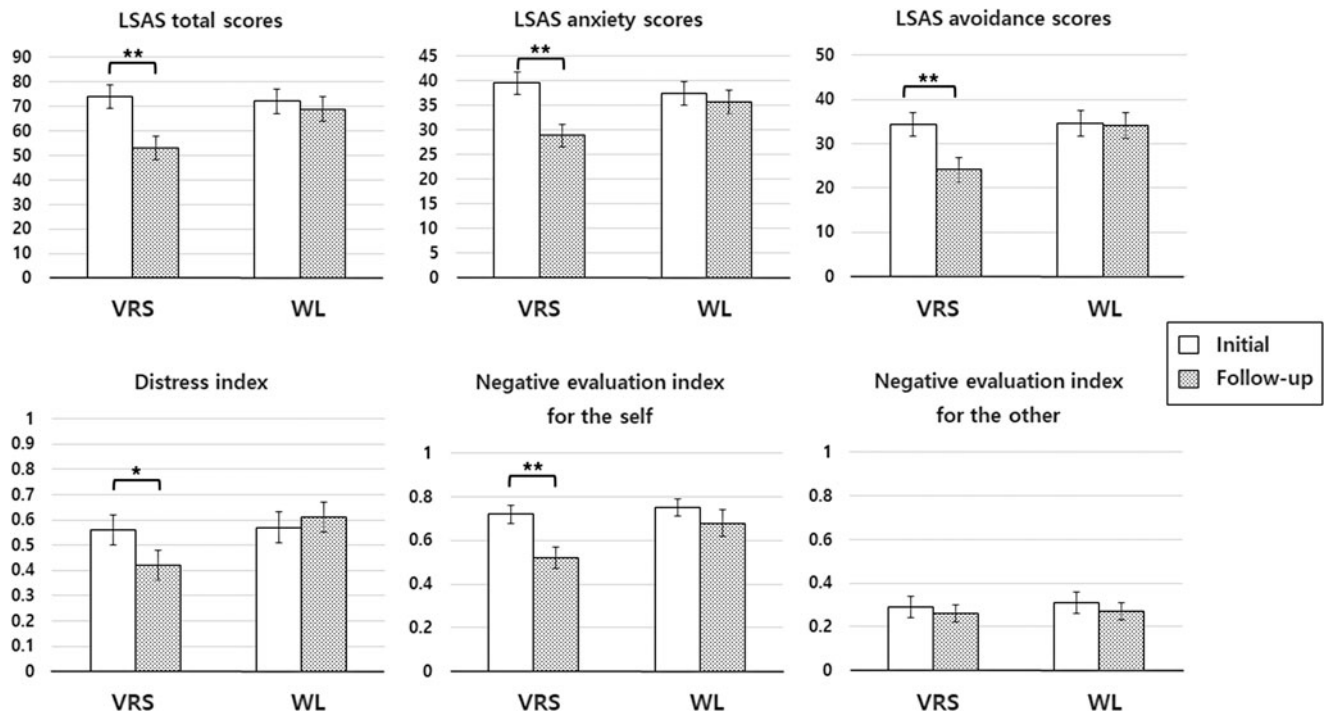 LSAS total scores
90
80
70
60
50
40
30
20
10
0
**
VRS
WL
LSAS anxiety scores
45
40
35
30
25
20
15
10
5
0
**
VRS
WL
LSAS avoidance scores
50
40
30
20
10
0
**
VRS
WL
Initial
Follow-up
Distress index
1
0.9
0.8
0.7
0.6
0.5
0.4
0.3
0.2
0.1
0
*
VRS
WL
Negative evaluation index
for the self
1
0.8
0.6
0.4
0.2
0
**
VRS
WL
Negative evaluation index
for the other
1
0.8
0.6
0.4
0.2
0
VRS
WL